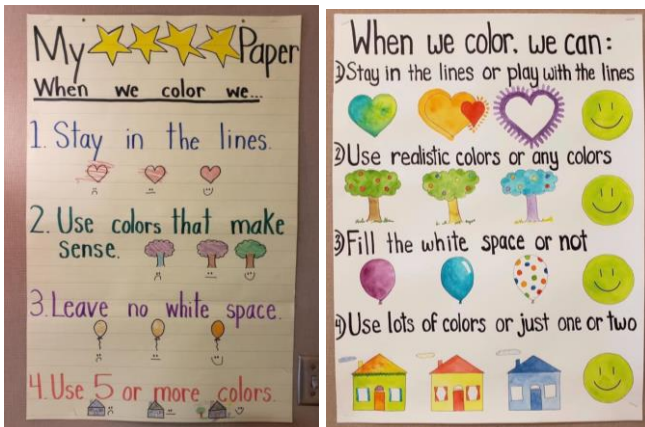 My Paper
When we color we...
1. Stay in the lines.
2. Use colors that make
sense.
3. Leave no white space.
4. Use 5 or more colors.
When we color. we can:
1) Stay in the lines or play with the lines
2) Use realistic colors or any colors
3) Fill the white space or not
4) Use lots of colors or just one or two